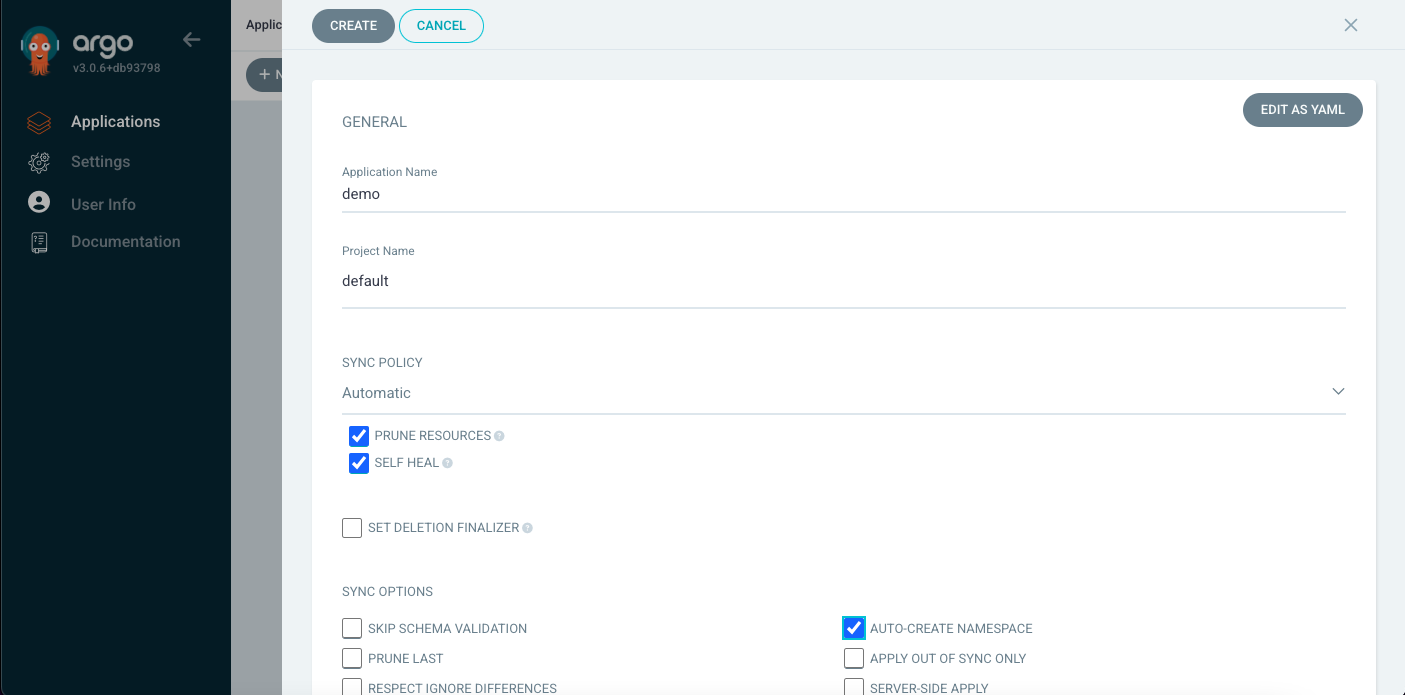 argo
v3.0.6+db93798
Applications
Settings
User Info
Documentation
Applic
+ N
CREATE
CANCEL
EDIT AS YAML
GENERAL
Application Name
demo
Project Name
default
SYNC POLICY
Automatic
PRUNE RESOURCES ?
SELF HEAL ?
SET DELETION FINALIZER ?
SYNC OPTIONS
SKIP SCHEMA VALIDATION
AUTO-CREATE NAMESPACE
PRUNE LAST
APPLY OUT OF SYNC ONLY
RESPECT IGNORE DIFFERENCES
SERVER-SIDE APPLY